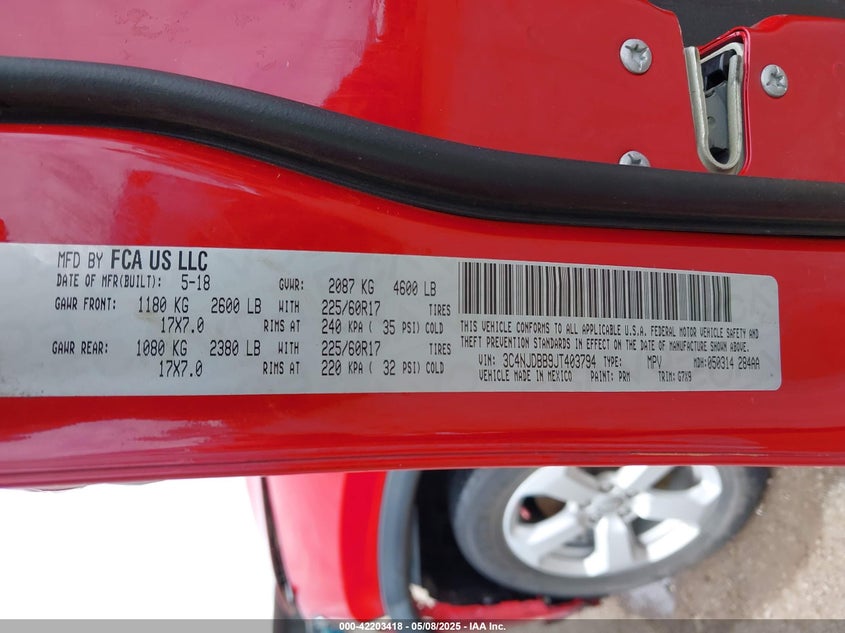 MFD BY FCA US LLC
DATE OF MFR(BUILT): 5-18 GVWR: 2087 KG 4600 LB
GAWR FRONT: 1180 KG 2600 LB WITH 225/60R17 TIRES
17X7.0 RIMS AT 240 KPA ( 35 PSI) COLD
GAWR REAR: 1080 KG 2380 LB WITH 225/60R17 TIRES
17X7.0 RIMS AT 220 KPA ( 32 PSI) COLD
THIS VEHICLE CONFORMS TO ALL APPLICABLE U.S.A. FEDERAL MOTOR VEHICLE SAFETY AND
THEFT PREVENTION STANDARDS IN EFFECT ON THE DATE OF MANUFACTURE SHOWN ABOVE.
VIN: 3C4NJDBB9JT403794 TYPE: MPV MDH: 050314 284AA
VEHICLE MADE IN MEXICO PAINT: PRM TRIM: G7X9
000-42203418 - 05/08/2025 - IAA Inc.